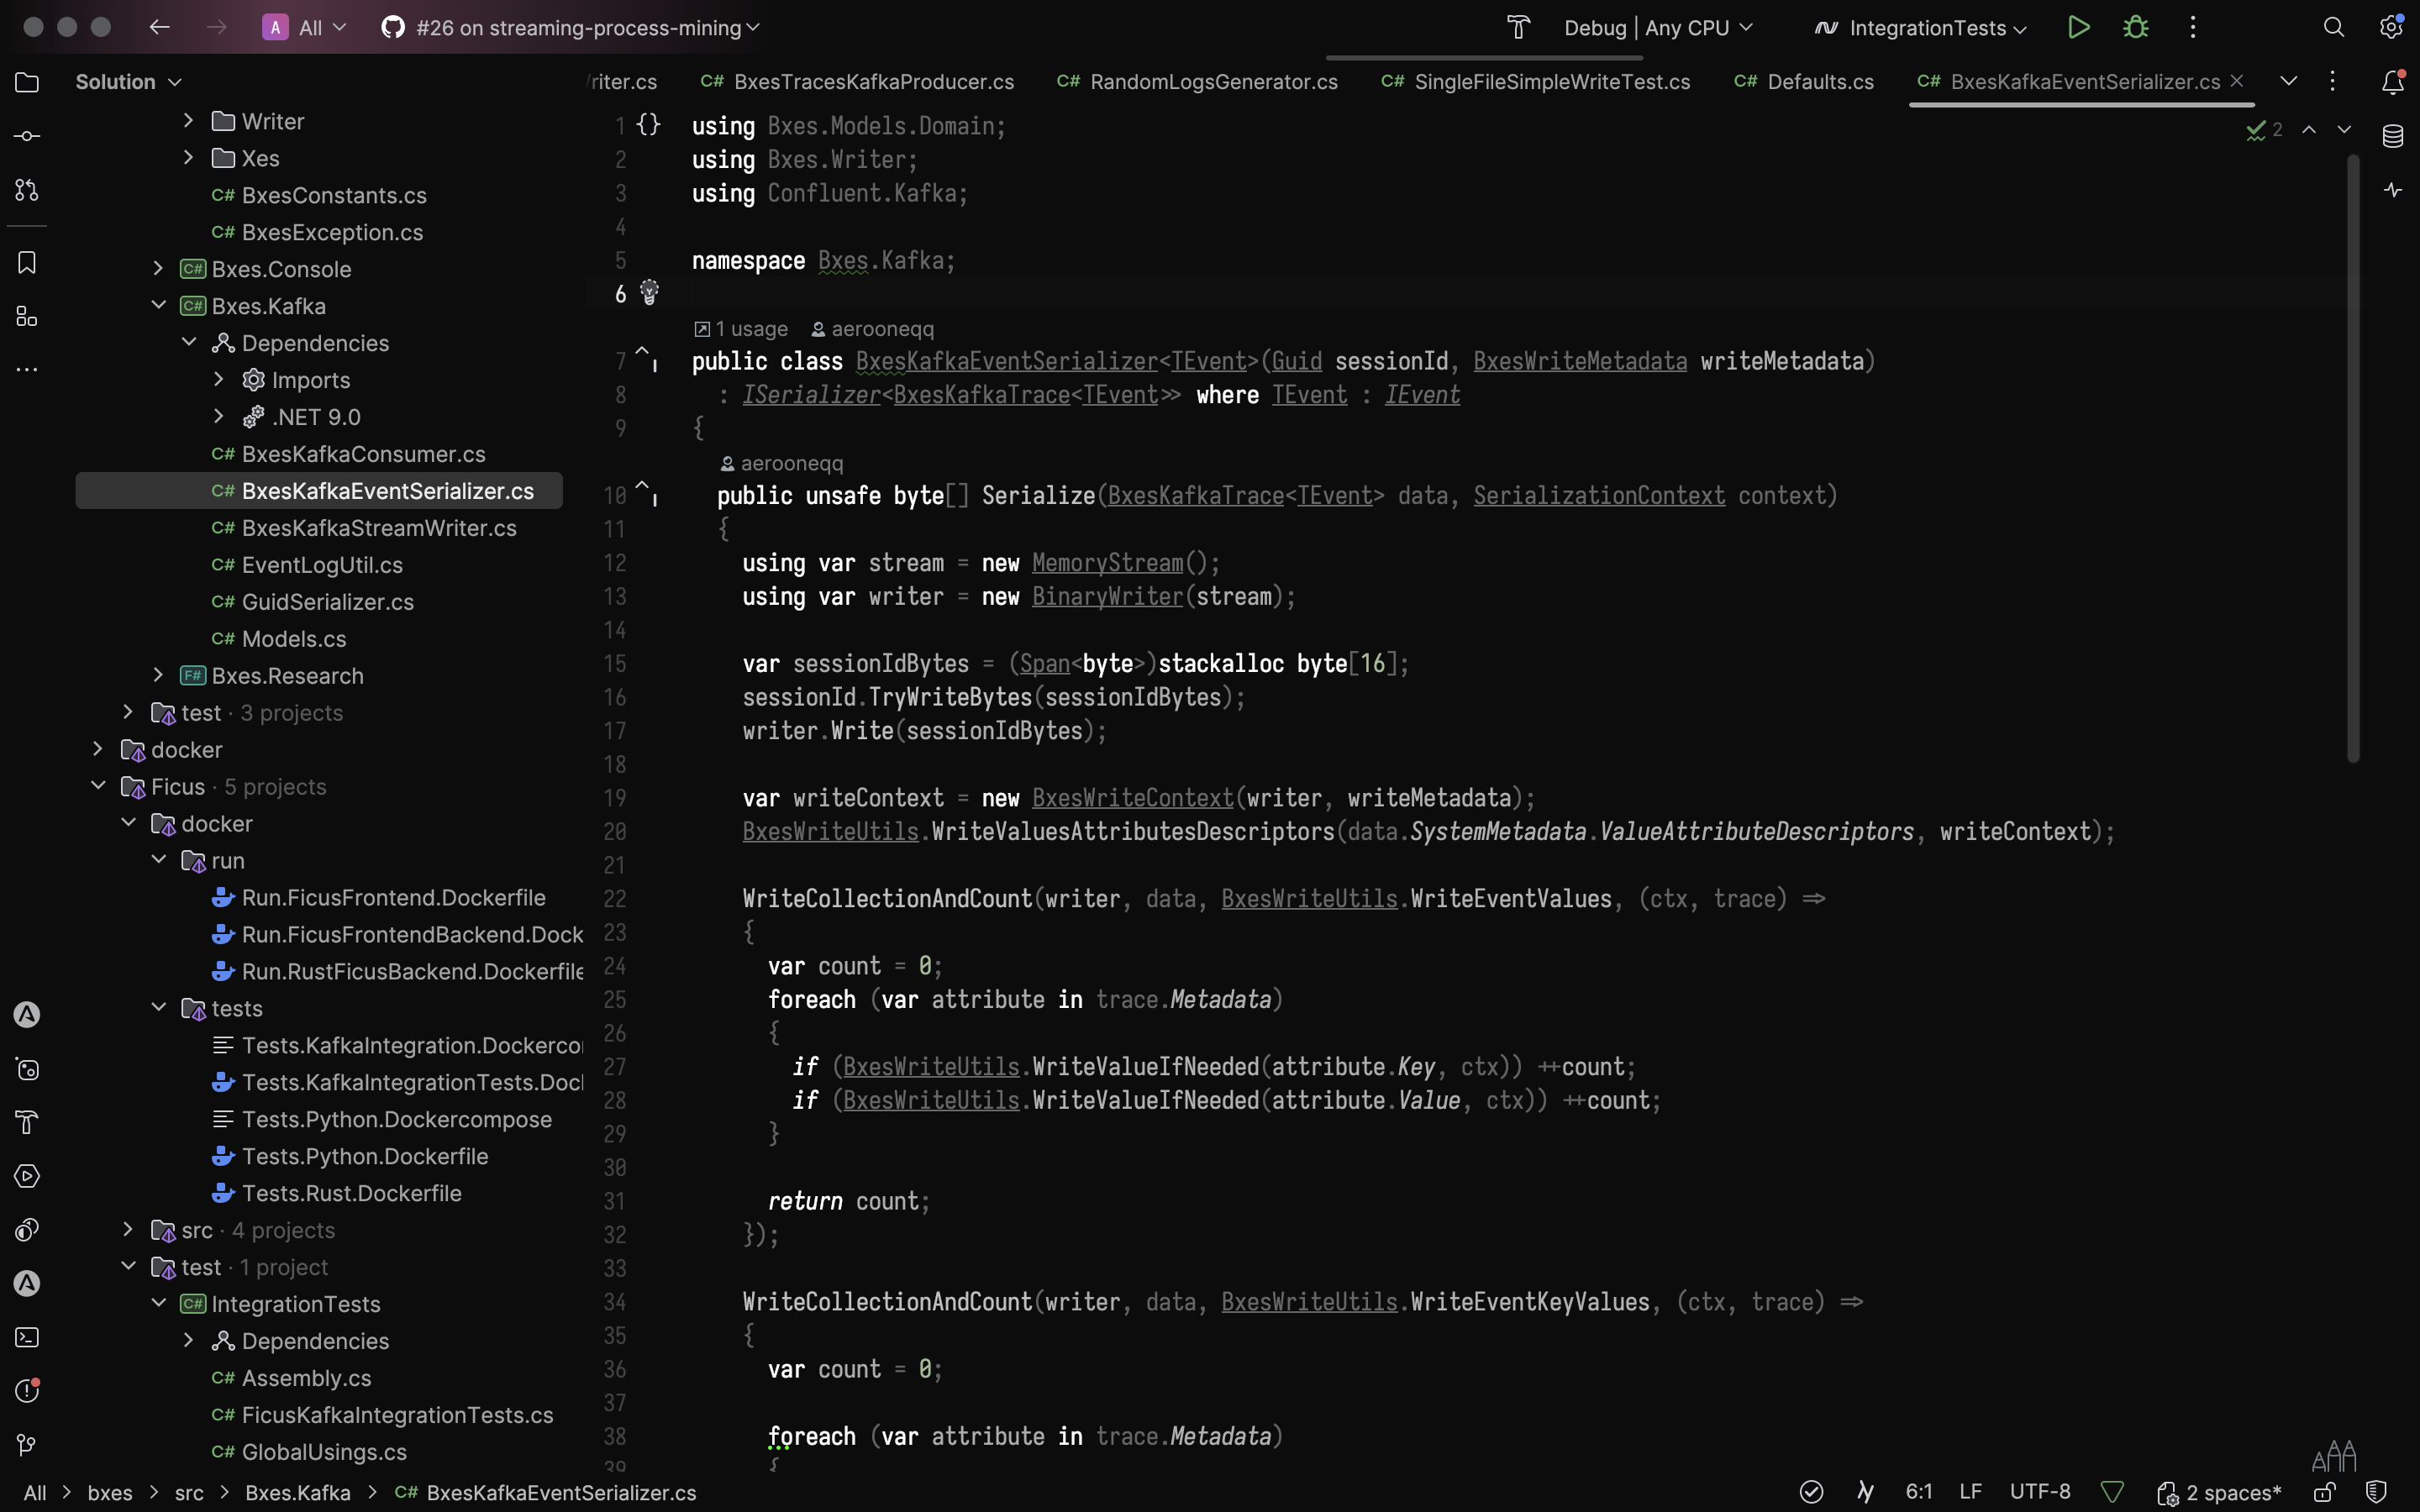 A All #26 on streaming-process-mining Debug | Any CPU IntegrationTests
Solution
Writer
Xes
C# BxesConstants.cs
C# BxesException.cs
C# Bxes.Console
C# Bxes.Kafka
Dependencies
Imports
.NET 9.0
C# BxesKafkaConsumer.cs
C# BxesKafkaEventSerializer.cs
C# BxesKafkaStreamWriter.cs
C# EventLogUtil.cs
C# GuidSerializer.cs
C# Models.cs
F# Bxes.Research
test · 3 projects
docker
Ficus · 5 projects
docker
run
Run.FicusFrontend.Dockerfile
Run.FicusFrontendBackend.Dock
Run.RustFicusBackend.Dockerfile
tests
Tests.KafkaIntegration.Dockerco
Tests.KafkaIntegrationTests.Doc
Tests.Python.Dockercompose
Tests.Python.Dockerfile
Tests.Rust.Dockerfile
src · 4 projects
test · 1 project
C# IntegrationTests
Dependencies
C# Assembly.cs
C# FicusKafkaIntegrationTests.cs
C# GlobalUsings.cs
riter.cs C# BxesTracesKafkaProducer.cs C# RandomLogsGenerator.cs C# SingleFileSimpleWriteTest.cs C# Defaults.cs C# BxesKafkaEventSerializer.cs
2
1 {} using Bxes.Models.Domain;
2 using Bxes.Writer;
3 using Confluent.Kafka;
4
5 namespace Bxes.Kafka;
6
1 usage aerooneqq
7 public class BxesKafkaEventSerializer<TEvent>(Guid sessionId, BxesWriteMetadata writeMetadata)
8 : ISerializer<BxesKafkaTrace<TEvent>> where TEvent : IEvent
9 {
aerooneqq
10 public unsafe byte[] Serialize(BxesKafkaTrace<TEvent> data, SerializationContext context)
11 {
12 using var stream = new MemoryStream();
13 using var writer = new BinaryWriter(stream);
14
15 var sessionIdBytes = (Span<byte>)stackalloc byte[16];
16 sessionId.TryWriteBytes(sessionIdBytes);
17 writer.Write(sessionIdBytes);
18
19 var writeContext = new BxesWriteContext(writer, writeMetadata);
20 BxesWriteUtils.WriteValuesAttributesDescriptors(data.SystemMetadata.ValueAttributeDescriptors, writeContext);
21
22 WriteCollectionAndCount(writer, data, BxesWriteUtils.WriteEventValues, (ctx, trace) =>
23 {
24 var count = 0;
25 foreach (var attribute in trace.Metadata)
26 {
27 if (BxesWriteUtils.WriteValueIfNeeded(attribute.Key, ctx)) ++count;
28 if (BxesWriteUtils.WriteValueIfNeeded(attribute.Value, ctx)) ++count;
29 }
30
31 return count;
32 });
33
34 WriteCollectionAndCount(writer, data, BxesWriteUtils.WriteEventKeyValues, (ctx, trace) =>
35 {
36 var count = 0;
37
38 foreach (var attribute in trace.Metadata)
39 {
All > bxes > src > Bxes.Kafka > C# BxesKafkaEventSerializer.cs 6:1 LF UTF-8 2 spaces*